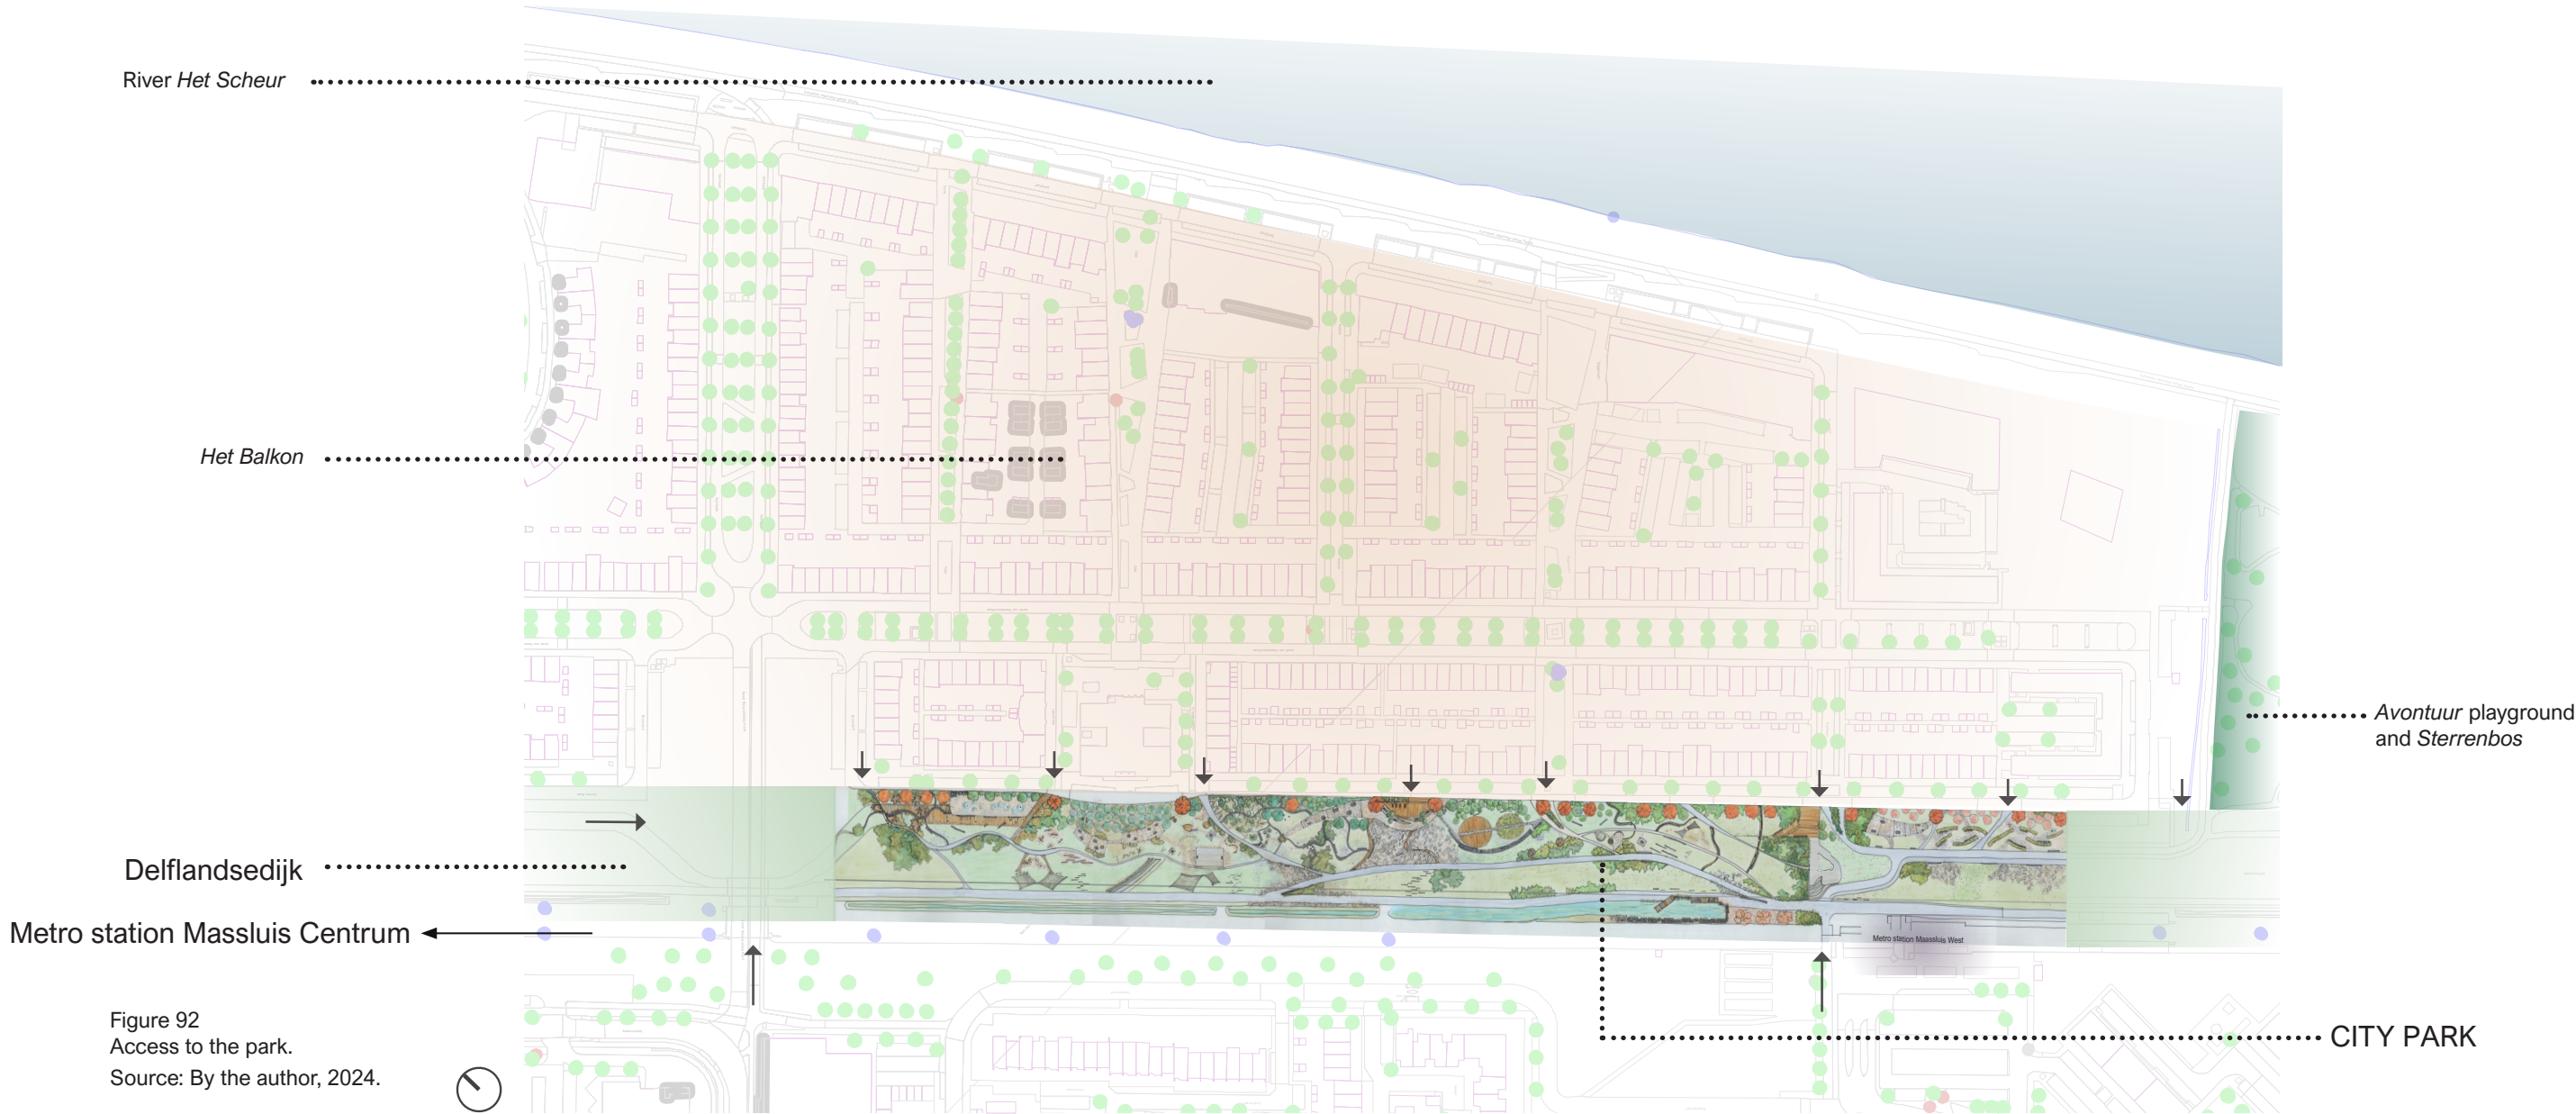 River Het Scheur
Het Balkon
Avontuur playground
and Sterrenbos
Delflandsedijk
Metro station Massluis Centrum
Metro station Maassluis West
Figure 92
Access to the park.
Source: By the author, 2024.
CITY PARK